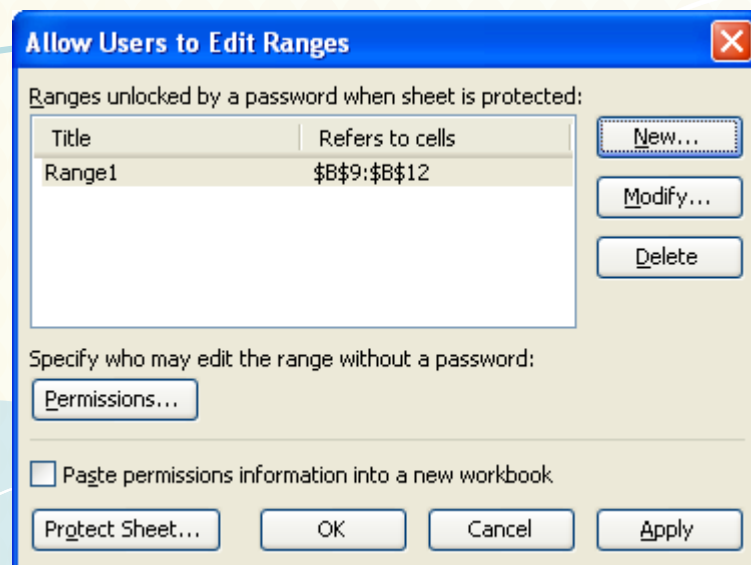 Allow Users to Edit Ranges
Ranges unlocked by a password when sheet is protected:
Title Refers to cells
Range1 $B$9:$B$12
New...
Modify...
Delete
Specify who may edit the range without a password:
Permissions...
Paste permissions information into a new workbook
Protect Sheet... OK Cancel Apply